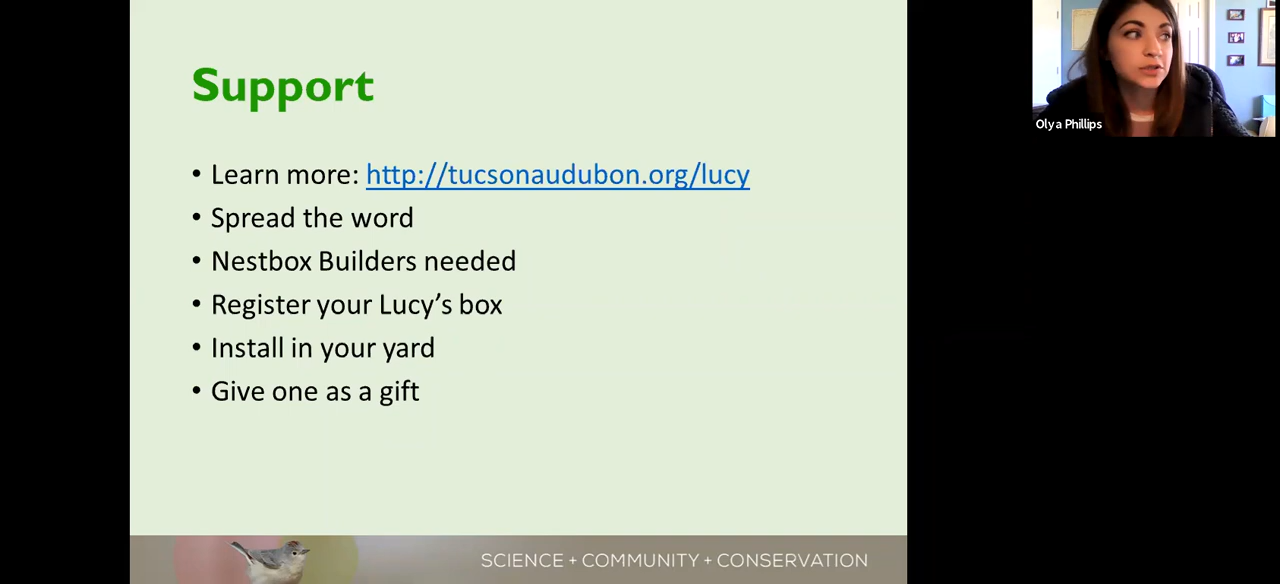 Support
• Learn more: http://tucsonaudubon.org/lucy
• Spread the word
• Nestbox Builders needed
• Register your Lucy’s box
• Install in your yard
• Give one as a gift
SCIENCE + COMMUNITY + CONSERVATION
Olya Phillips